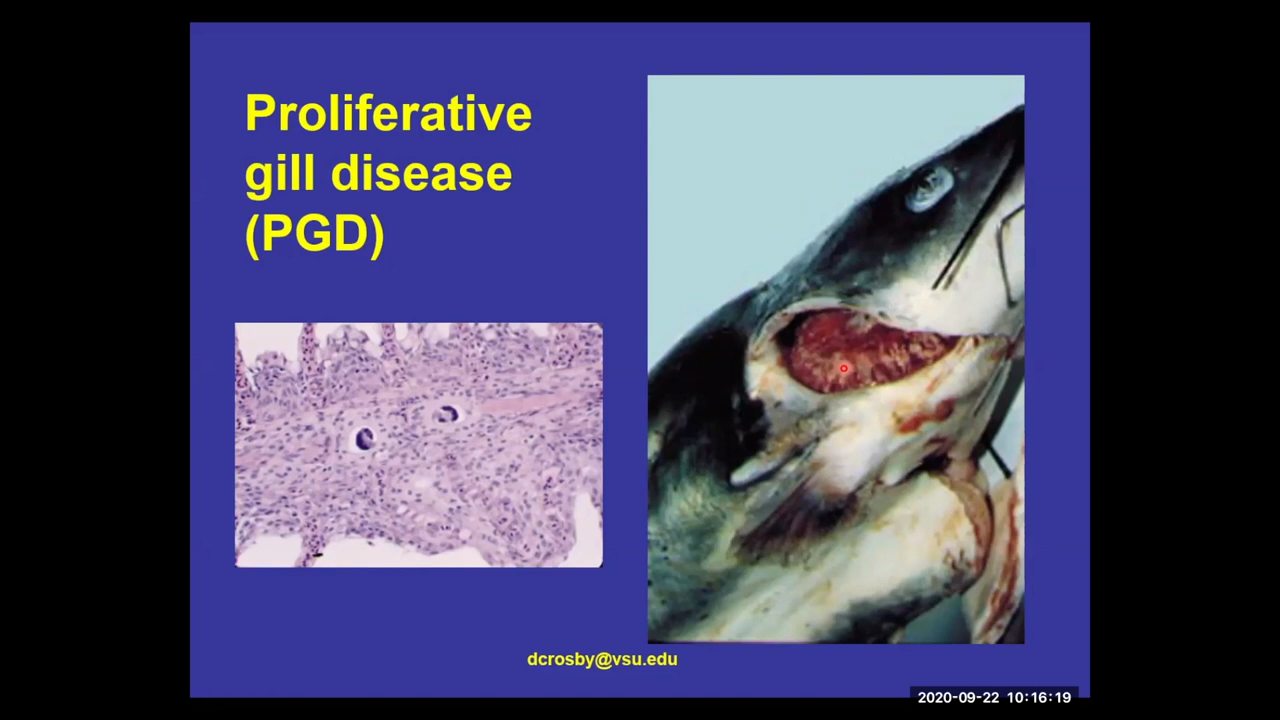 Proliferative
gill disease
(PGD)
dcrosby@vsu.edu
2020-09-22 10:16:19